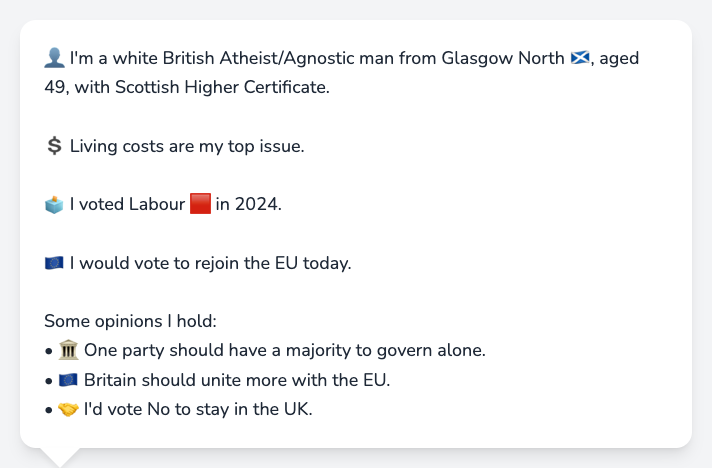 👤 I'm a white British Atheist/Agnostic man from Glasgow North 🏴󠁧󠁢󠁳󠁣󠁴󠁿, aged
49, with Scottish Higher Certificate.
💲 Living costs are my top issue.
🗳️ I voted Labour 🟥 in 2024.
🇪🇺 I would vote to rejoin the EU today.
Some opinions I hold:
• 🏛️ One party should have a majority to govern alone.
• 🇪🇺 Britain should unite more with the EU.
• 🤝 I'd vote No to stay in the UK.